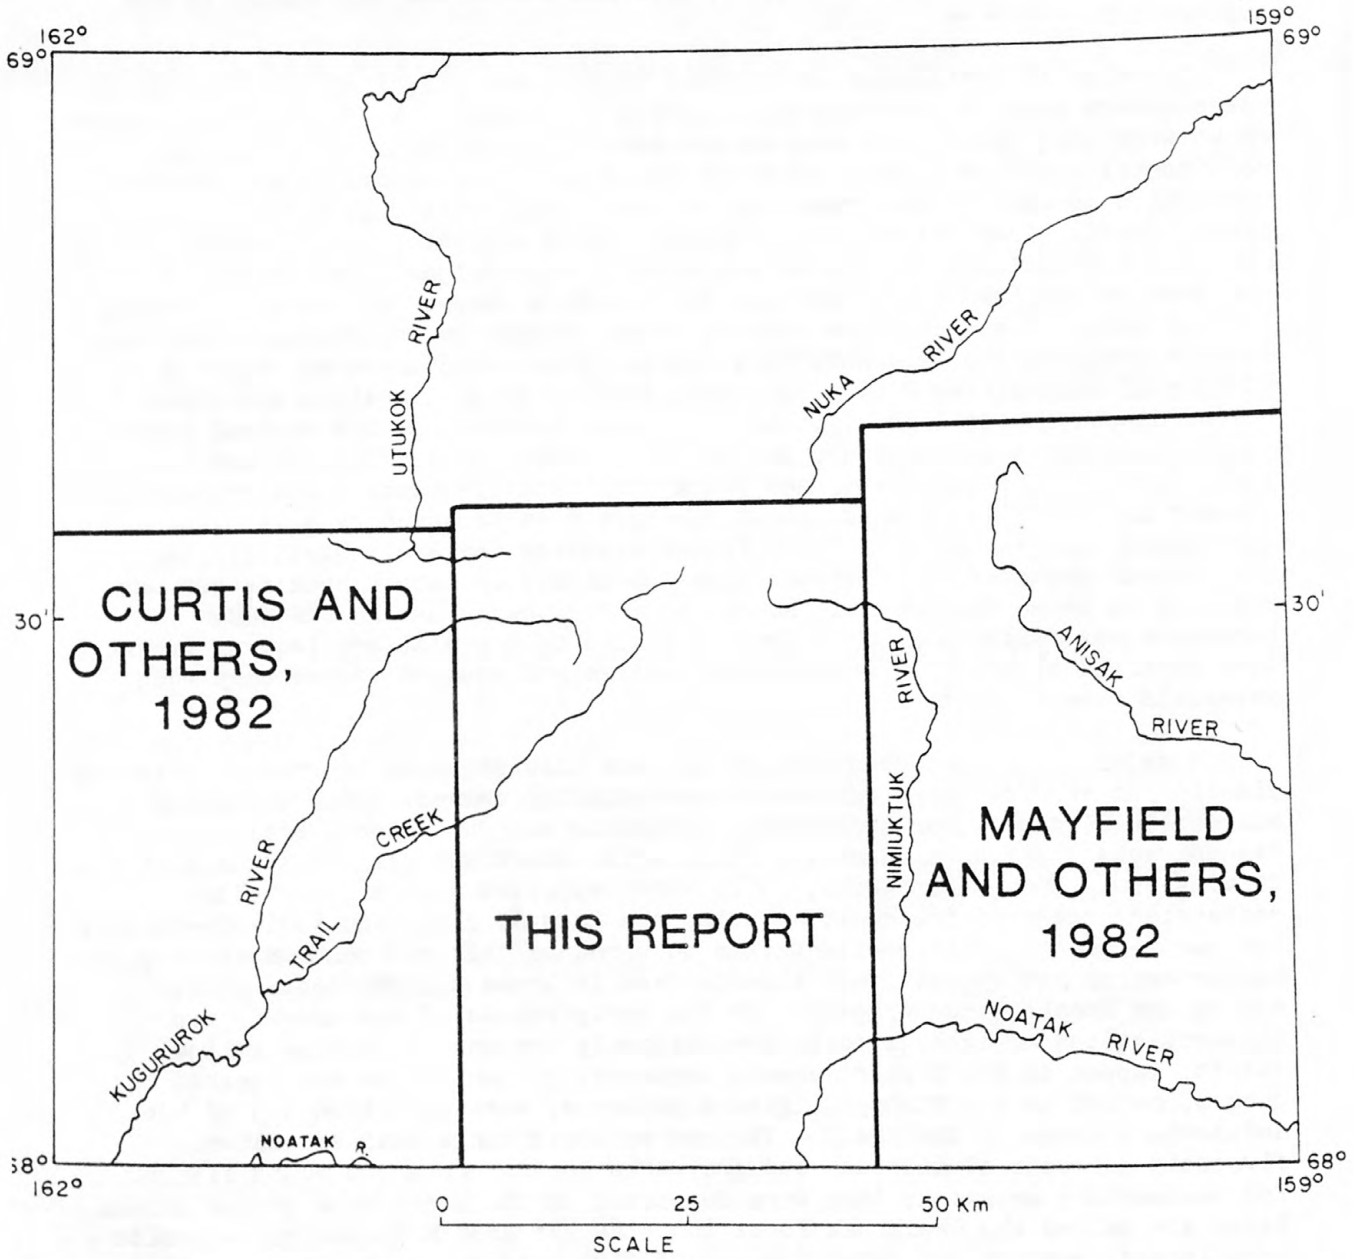 162°
159°
69°
69°
RIVER
UTUKOK
NUKA
RIVER
CURTIS AND
OTHERS,
1982
30'
30'
ANISAK
RIVER
RIVER
NIMIUKTUK
MAYFIELD
AND OTHERS,
1982
CREEK
TRAIL
RIVER
THIS REPORT
KUGURUROK
NOATAK
RIVER
NOATAK R.
68°
68°
162°
159°
0 25 50 Km
SCALE